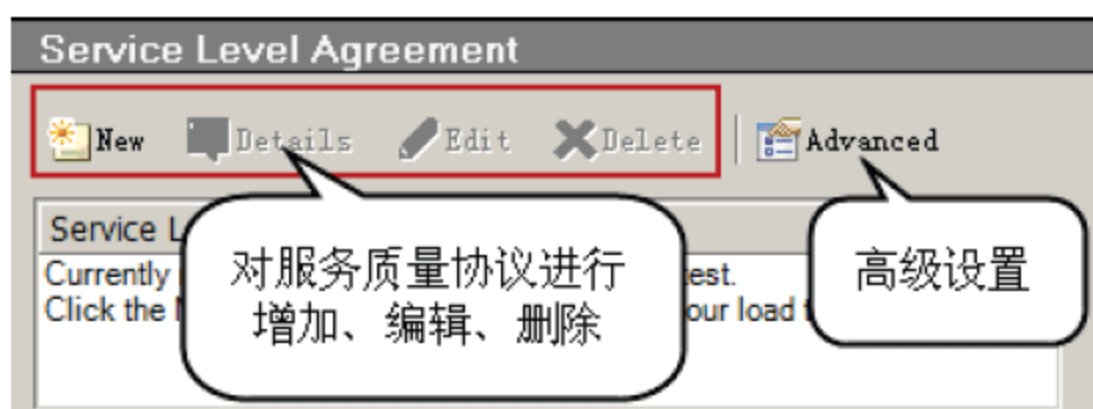 Service Level Agreement
New Details Edit Delete Advanced
Service L
Currently
test.
Click the
our load
对服务质量协议进行
增加、编辑、删除
高级设置